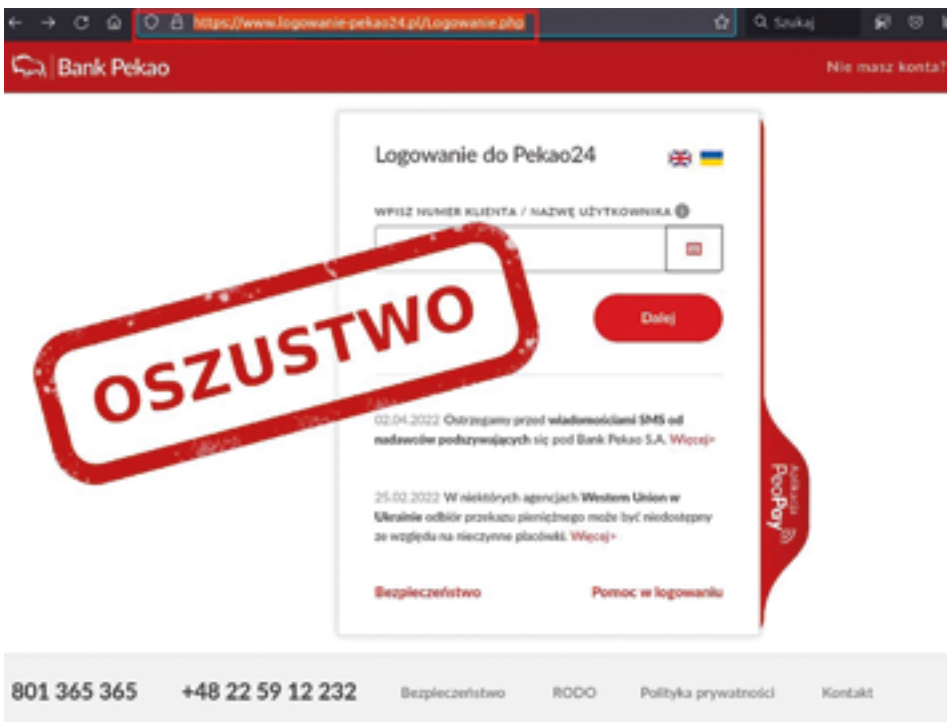 https://www.logowanie-pekao24.pl/Logowanie.php
Szukaj
Bank Pekao
Nie masz konta?
Logowanie do Pekao24
WPISZ NUMER KLIENTA / NAZWĘ UŻYTKOWNIKA
Dalej
OSZUSTWO
02.04.2022 Ostrzegamy przed wiadomościami SMS od
nadawców podszywających się pod Bank Pekao S.A. Więcej>
25.02.2022 W niektórych agencjach Western Union w
Ukrainie odbiór przekazu pieniężnego może być niedostępny
ze względu na nieczynne placówki. Więcej>
Aplikacja
PeoPay
Bezpieczeństwo
Pomoc w logowaniu
801 365 365
+48 22 59 12 232
Bezpieczeństwo
RODO
Polityka prywatności
Kontakt